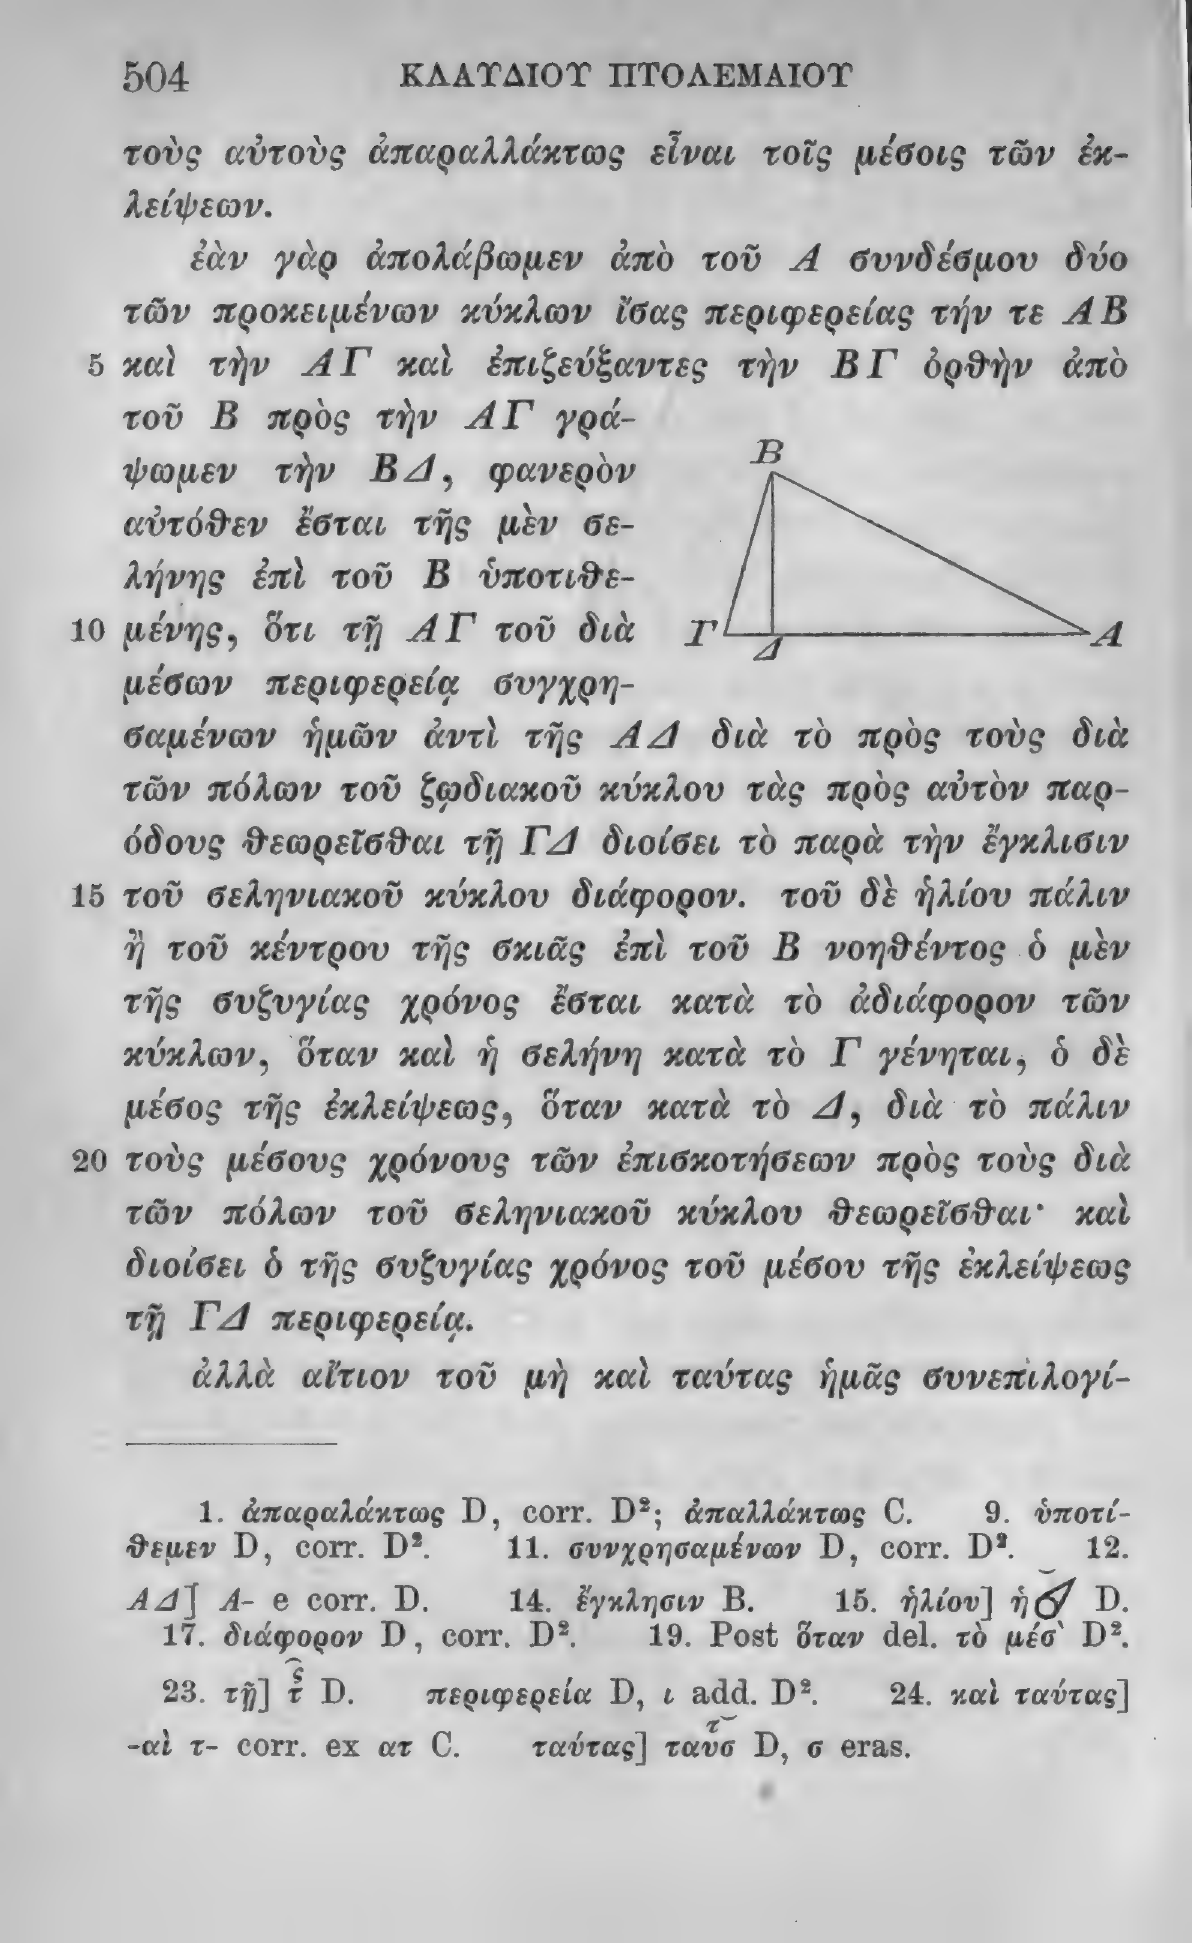 504 ΚΛΑΥΔΙΟΥ ΠΤΟΛΕΜΑΙΟΥ
τοὺς αὐτοὺς ἀπαραλλάκτως εἶναι τοῖς μέσοις τῶν ἐκ-
λείψεων.
ἐὰν γὰρ ἀπολάβωμεν ἀπὸ τοῦ Α συνδέσμου δύο
τῶν προκειμένων κύκλων ἴσας περιφερείας τήν τε ΑΒ
5 καὶ τὴν ΑΓ καὶ ἐπιζεύξαντες τὴν ΒΓ ὀρθὴν ἀπὸ
τοῦ Β πρὸς τὴν ΑΓ γρά-
ψωμεν τὴν ΒΔ, φανερὸν
αὐτόθεν ἔσται τῆς μὲν σε-
λήνης ἐπὶ τοῦ Β ὑποτιθε-
10 μένης, ὅτι τῇ ΑΓ τοῦ διὰ
μέσων περιφερείᾳ συγχρη-
Β
Γ
Δ
Α
σαμένων ἡμῶν ἀντὶ τῆς ΑΔ διὰ τὸ πρὸς τοὺς διὰ
τῶν πόλων τοῦ ζῳδιακοῦ κύκλου τὰς πρὸς αὐτὸν παρ-
όδους θεωρεῖσθαι τῇ ΓΔ διοίσει τὸ παρὰ τὴν ἔγκλισιν
15 τοῦ σεληνιακοῦ κύκλου διάφορον. τοῦ δὲ ἡλίου πάλιν
ἢ τοῦ κέντρου τῆς σκιᾶς ἐπὶ τοῦ Β νοηθέντος ὁ μὲν
τῆς συζυγίας χρόνος ἔσται κατὰ τὸ ἀδιάφορον τῶν
κύκλων, ὅταν καὶ ἡ σελήνη κατὰ τὸ Γ γένηται, ὁ δὲ
μέσος τῆς ἐκλείψεως, ὅταν κατὰ τὸ Δ, διὰ τὸ πάλιν
20 τοὺς μέσους χρόνους τῶν ἐπισκοτήσεων πρὸς τοὺς διὰ
τῶν πόλων τοῦ σεληνιακοῦ κύκλου θεωρεῖσθαι· καὶ
διοίσει ὁ τῆς συζυγίας χρόνος τοῦ μέσου τῆς ἐκλείψεως
τῇ ΓΔ περιφερείᾳ.
ἀλλὰ αἴτιον τοῦ μὴ καὶ ταύτας ἡμᾶς συνεπιλογί-
1. ἀπαραλάκτως D, corr. D²; ἀπαλλάκτως C. 9. ὑποτί-
θεμεν D, corr. D². 11. συνχρησαμένων D, corr. D². 12.
ΑΔ] Α- e corr. D. 14. ἔγκλησιν B. 15. ἡλίου] ἡ D.
17. διάφορον D, corr. D². 19. Post ὅταν del. τὸ μέσ` D².
23. τῇ] τ D. περιφερεία D, ι add. D². 24. καὶ ταύτας]
-αὶ τ- corr. ex ατ C. ταύτας] ταυσ D, σ eras.